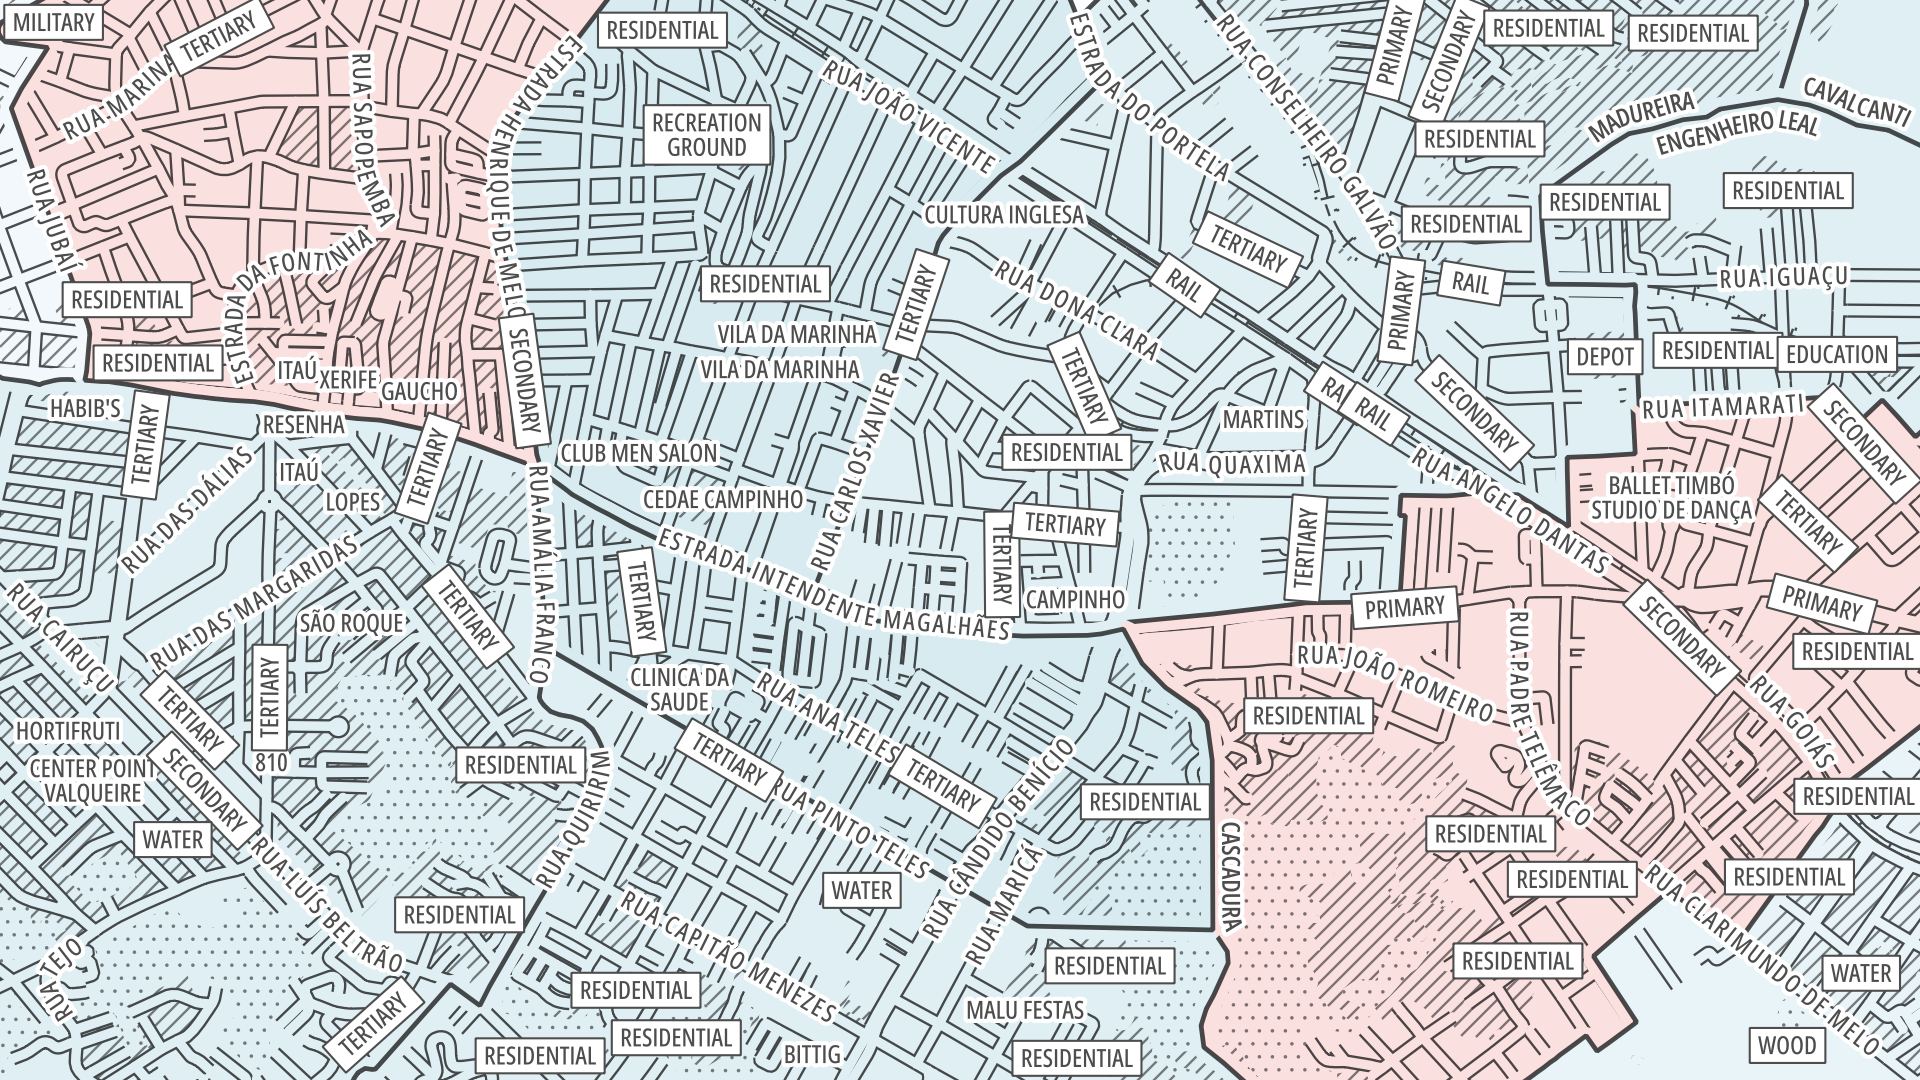 MILITARY
TERTIARY
RUA MARINA
RUA SAPOPEMBA
ESTRADA HENRIQUE DE MELO
RESIDENTIAL
RECREATION
GROUND
RUA JOÃO VICENTE
ESTRADA DO PORTELA
RUA CONSELHEIRO GALVÃO
PRIMARY
SECONDARY
RESIDENTIAL
RESIDENTIAL
RESIDENTIAL
MADUREIRA
CAVALCANTI
ENGENHEIRO LEAL
RUA JUBAÍ
RESIDENTIAL
RESIDENTIAL
RESIDENTIAL
CULTURA INGLESA
TERTIARY
ESTRADA DA FONTINHA
RESIDENTIAL
RESIDENTIAL
TERTIARY
RUA DONA CLARA
RAIL
PRIMARY
RAIL
RUA IGUAÇU
VILA DA MARINHA
VILA DA MARINHA
RESIDENTIAL
SECONDARY
DEPOT
RESIDENTIAL
EDUCATION
ITAÚ
XERIFE
GAUCHO
TERTIARY
RAIL
SECONDARY
HABIB'S
TERTIARY
RESENHA
TERTIARY
RUA CARLOS XAVIER
MARTINS
RUA ITAMARATI
SECONDARY
CLUB MEN SALON
RESIDENTIAL
RUA QUAXIMA
RUA ANGELO DANTAS
ITAÚ
LOPES
RUA DAS DÁLIAS
CEDAE CAMPINHO
BALLET TIMBÓ
STUDIO DE DANÇA
TERTIARY
RUA AMÁLIA FRANCO
ESTRADA INTENDENTE MAGALHÃES
TERTIARY
TERTIARY
TERTIARY
RUA DAS MARGARIDAS
TERTIARY
TERTIARY
CAMPINHO
PRIMARY
PRIMARY
RUA CAIRUÇU
SÃO ROQUE
SECONDARY
RESIDENTIAL
RUA PADRE TELÊMACO
RUA JOÃO ROMEIRO
TERTIARY
TERTIARY
CLINICA DA
SAUDE
RUA ANA TELES
RESIDENTIAL
RUA GOIÁS
HORTIFRUTI
CENTER POINT
VALQUEIRE
810
SECONDARY
RESIDENTIAL
TERTIARY
TERTIARY
RUA CÂNDIDO BENÍCIO
RESIDENTIAL
RESIDENTIAL
WATER
RUA QUIRIRIM
RUA PINTO TELES
RUA MARICÁ
CASCADURA
RESIDENTIAL
RESIDENTIAL
RESIDENTIAL
WATER
RUA LUÍS BELTRÃO
RESIDENTIAL
RUA CAPITÃO MENEZES
RUA CLARIMUNDO DE MELO
RUA TEJO
RESIDENTIAL
RESIDENTIAL
RESIDENTIAL
WATER
TERTIARY
RESIDENTIAL
MALU FESTAS
RESIDENTIAL
BITTIG
RESIDENTIAL
WOOD